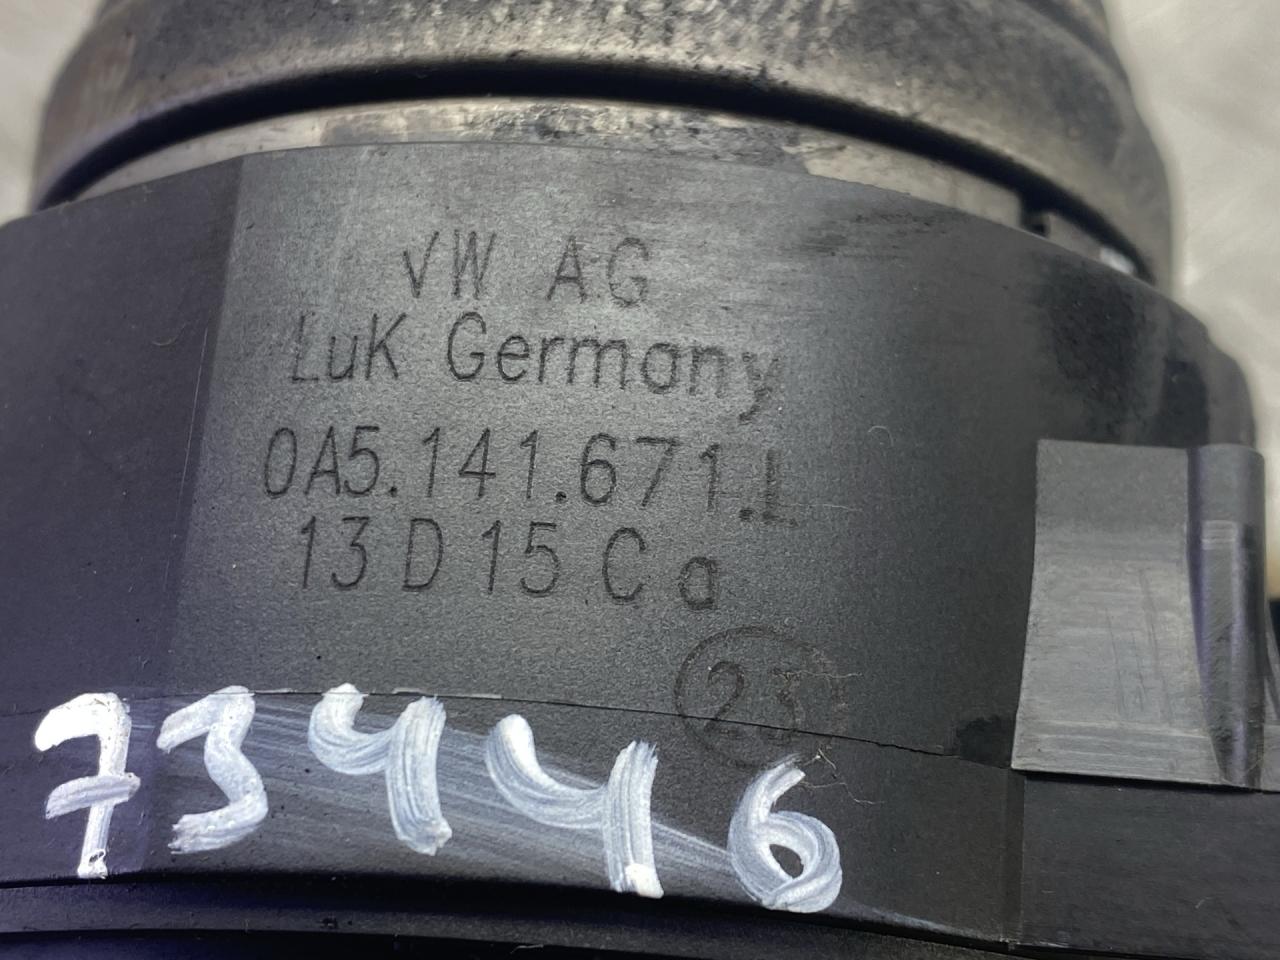 VW AG
LuK Germany
0A5.141.671.L
13 D 15 C a
23
73446